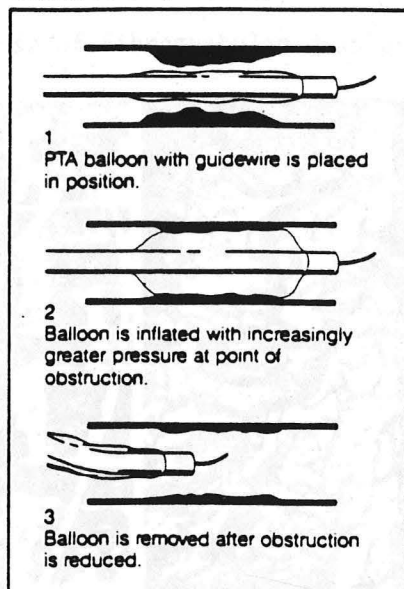 1
PTA balloon with guidewire is placed
in position.
2
Balloon is inflated with increasingly
greater pressure at point of
obstruction.
3
Balloon is removed after obstruction
is reduced.